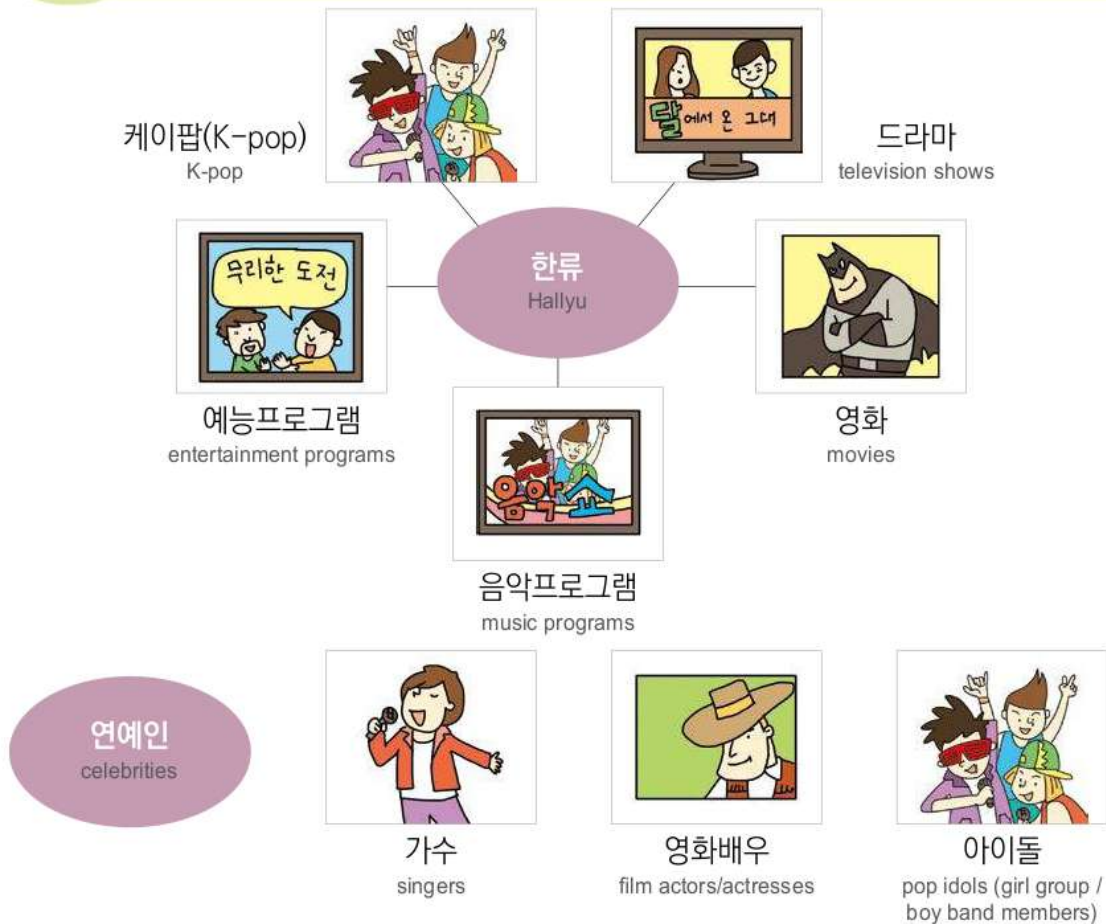 케이팝(K-pop)
K-pop
달에서 온 그대
드라마
television shows
무리한 도전
한류
Hallyu
예능프로그램
entertainment programs
영화
movies
음악쇼
음악프로그램
music programs
연예인
celebrities
가수
singers
영화배우
film actors/actresses
아이돌
pop idols (girl group /
boy band members)